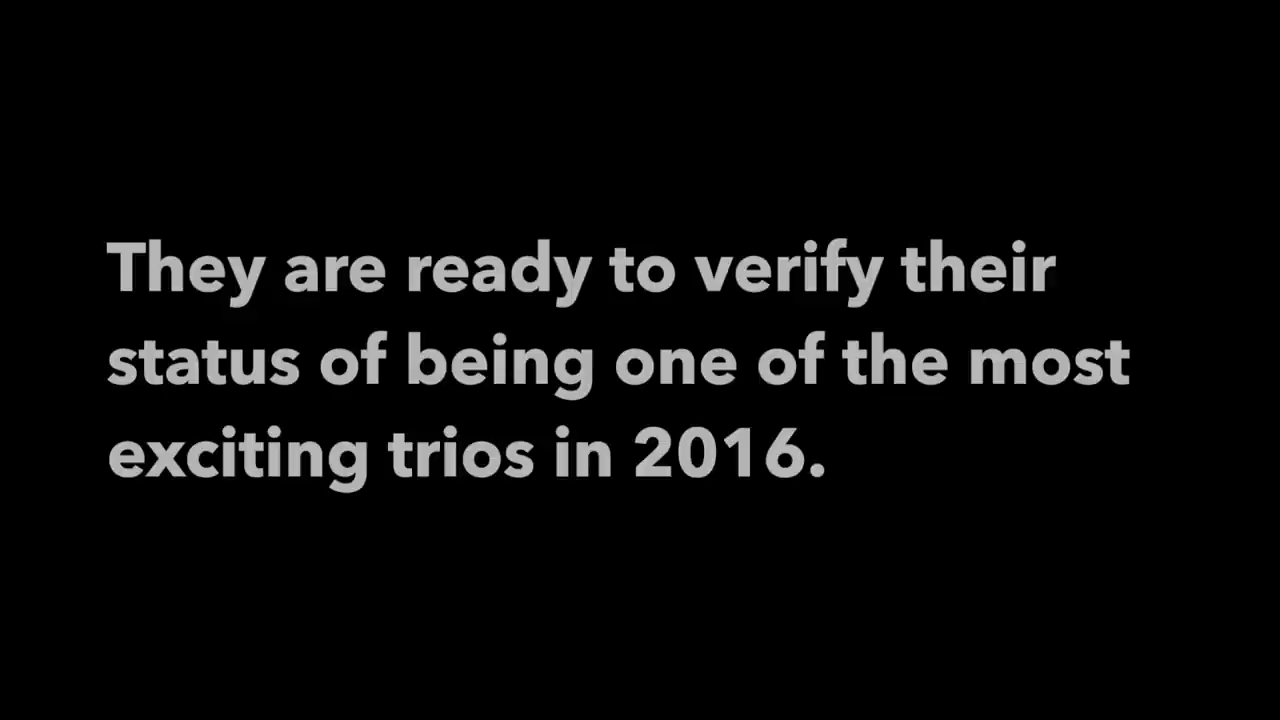 They are ready to verify their
status of being one of the most
exciting trios in 2016.